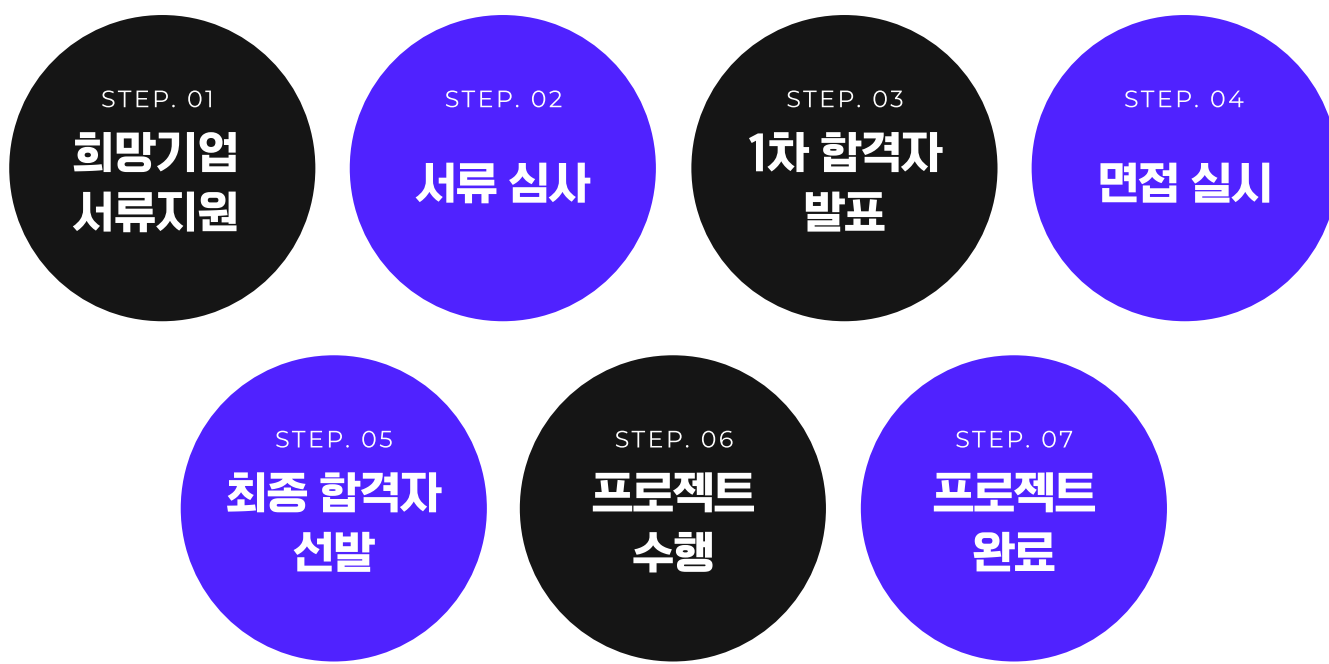 STEP. 01
희망기업
서류지원
STEP. 02
서류 심사
STEP. 03
1차 합격자
발표
STEP. 04
면접 실시
STEP. 05
최종 합격자
선발
STEP. 06
프로젝트
수행
STEP. 07
프로젝트
완료